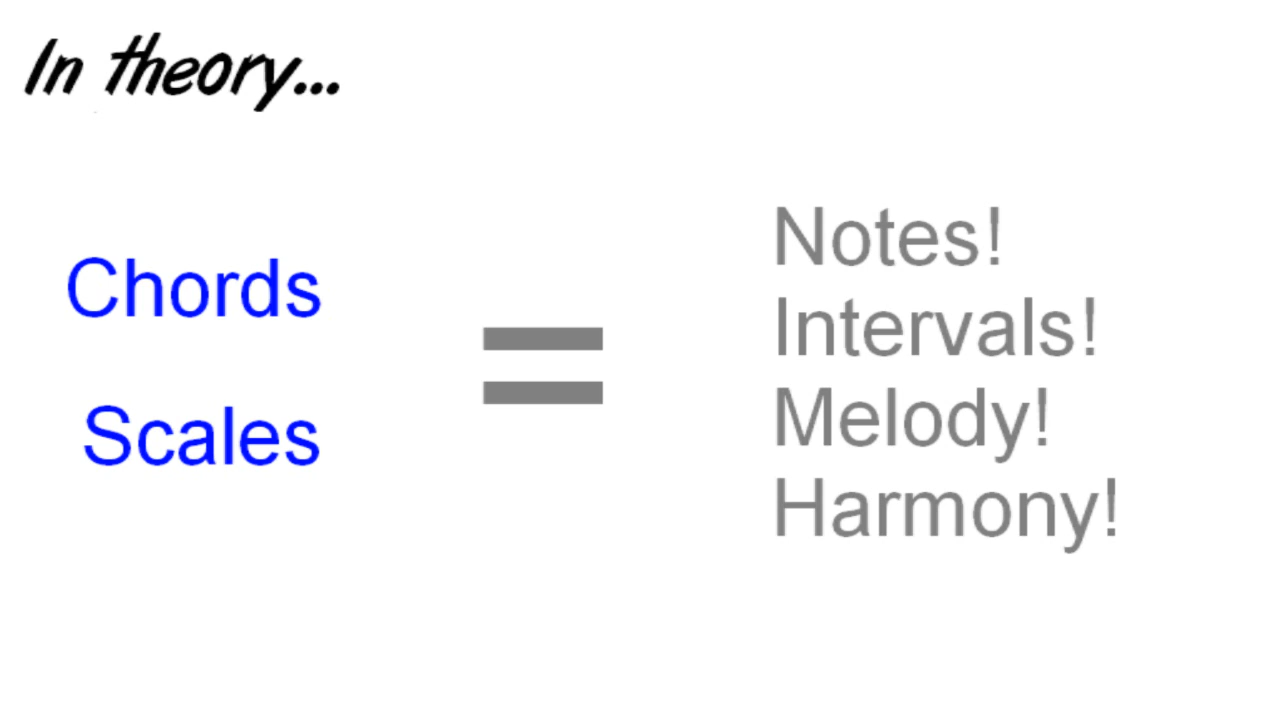 In theory...
Chords
Scales
=
Notes!
Intervals!
Melody!
Harmony!